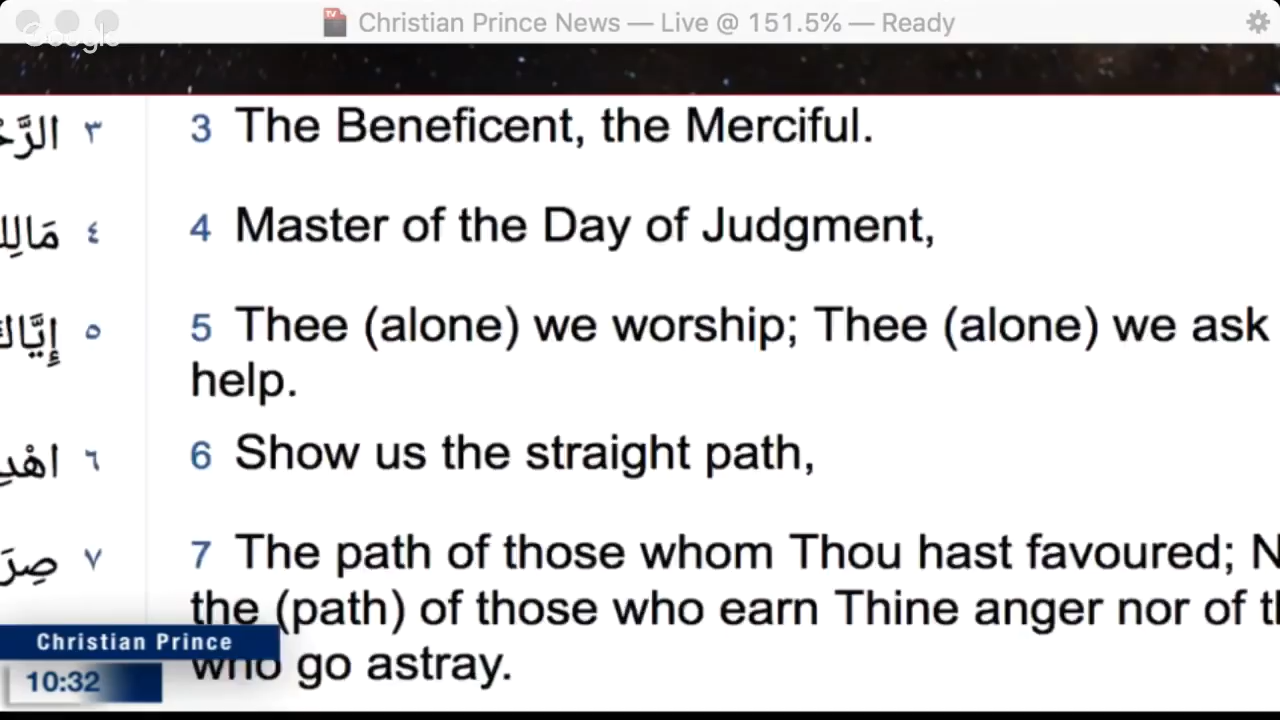 Christian Prince News — Live @ 151.5% — Ready
Google
٣
3 The Beneficent, the Merciful.
٤
4 Master of the Day of Judgment,
٥
5 Thee (alone) we worship; Thee (alone) we ask
help.
٦
6 Show us the straight path,
٧
7 The path of those whom Thou hast favoured;
the (path) of those who earn Thine anger nor of
who go astray.
Christian Prince
10:32